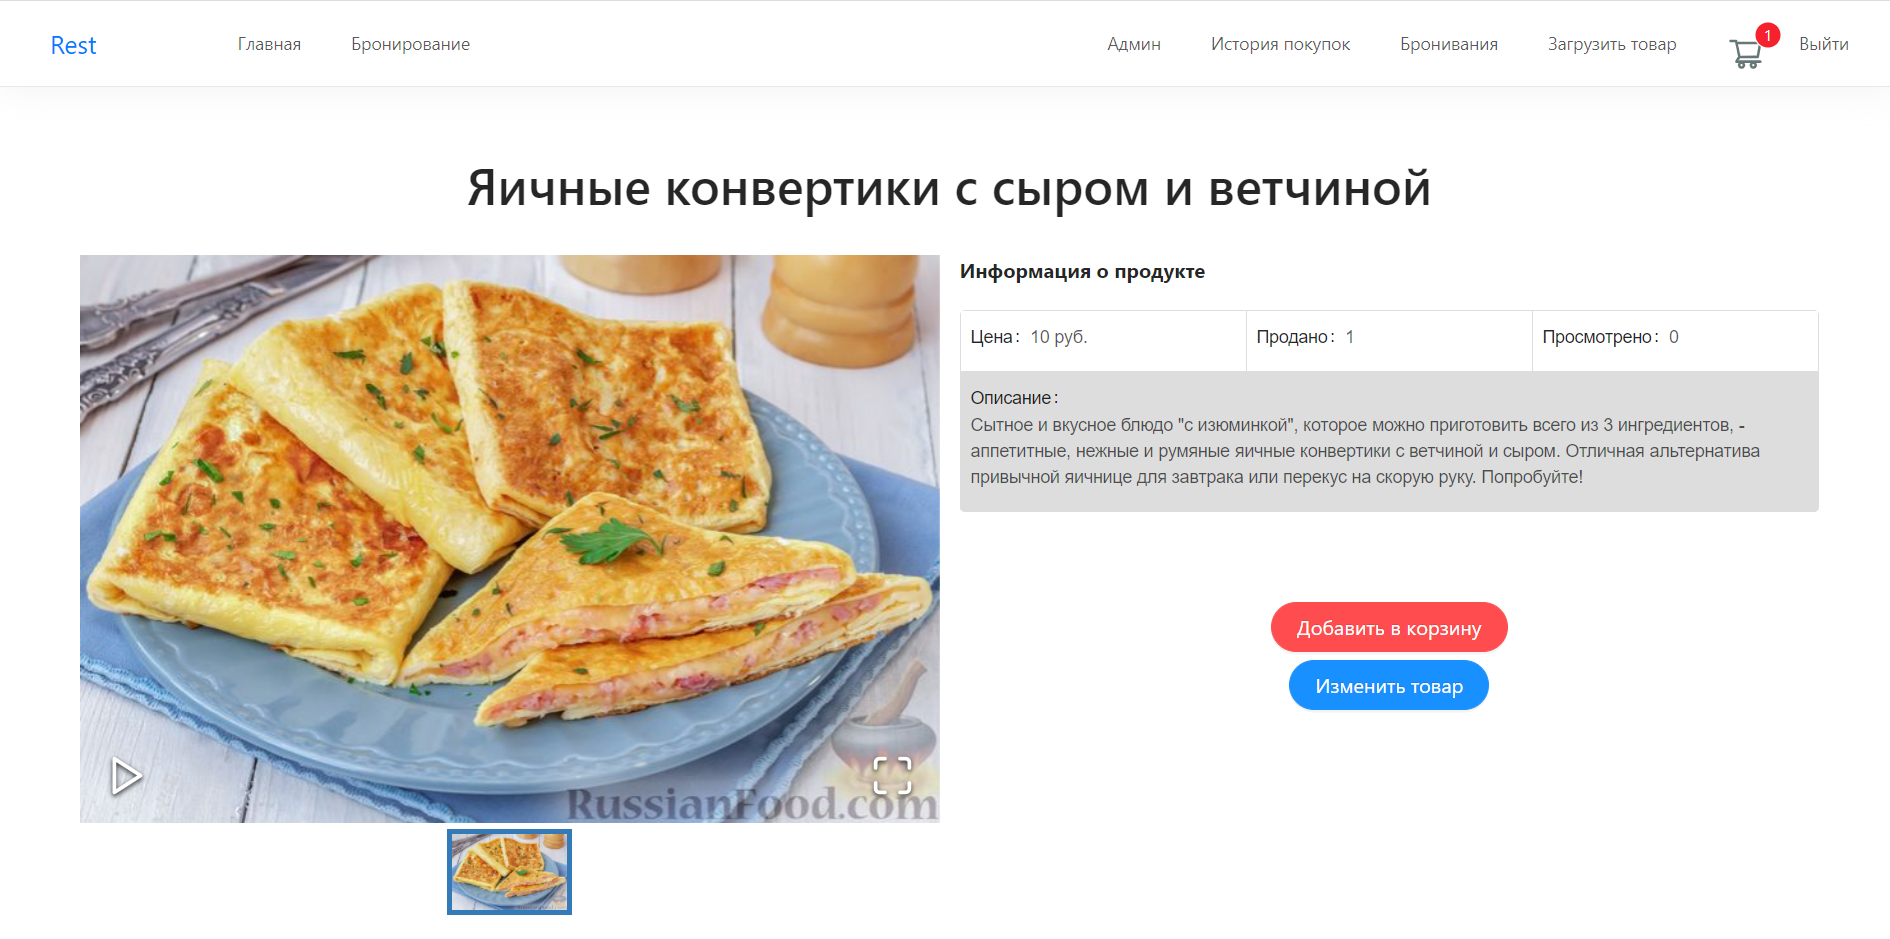 Rest
Главная
Бронирование
Админ
История покупок
Бронивания
Загрузить товар
1
Выйти
Яичные конвертики с сыром и ветчиной
Информация о продукте
Цена: 10 руб.
Продано: 1
Просмотрено: 0
Описание:
Сытное и вкусное блюдо "с изюминкой", которое можно приготовить всего из 3 ингредиентов, -
аппетитные, нежные и румяные яичные конвертики с ветчиной и сыром. Отличная альтернатива
привычной яичнице для завтрака или перекус на скорую руку. Попробуйте!
Добавить в корзину
Изменить товар
RussianFood.com